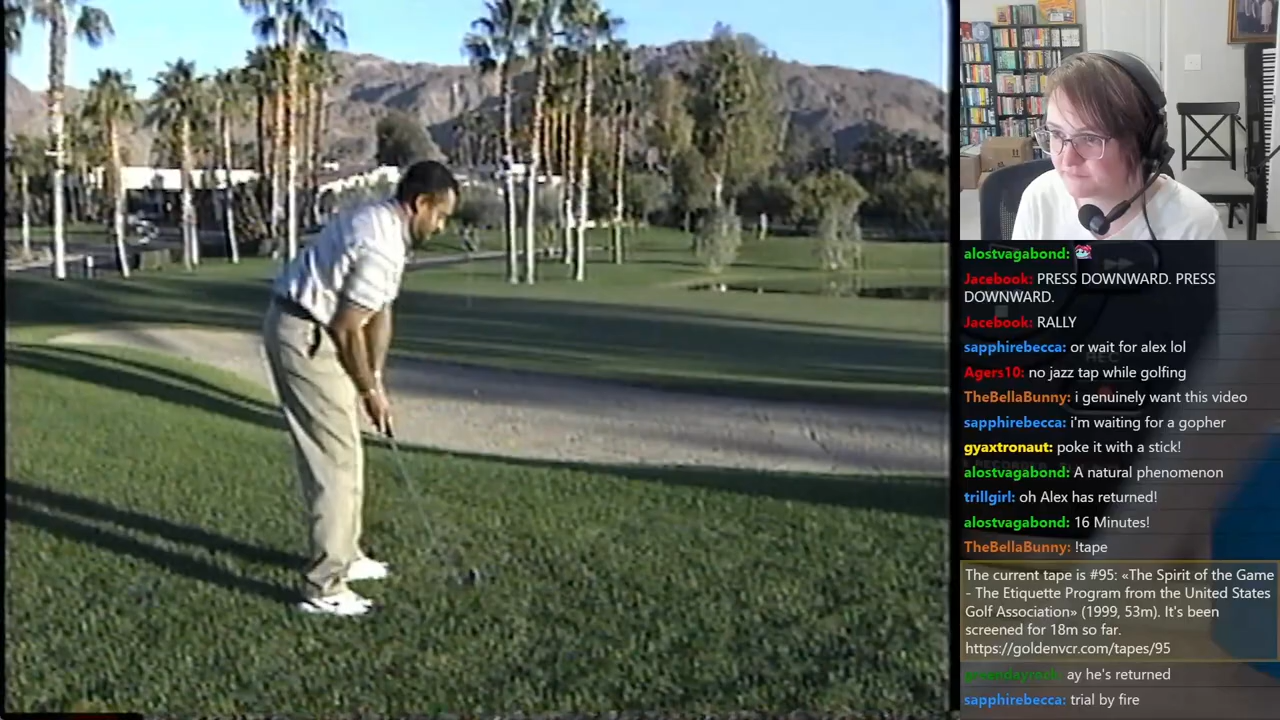 alostvagabond:
Jacebook: PRESS DOWNWARD. PRESS
DOWNWARD.
Jacebook: RALLY
sapphirebecca: or wait for alex lol
Agers10: no jazz tap while golfing
TheBellaBunny: i genuinely want this video
sapphirebecca: i'm waiting for a gopher
gyaxtronaut: poke it with a stick!
alostvagabond: A natural phenomenon
trillgirl: oh Alex has returned!
alostvagabond: 16 Minutes!
TheBellaBunny: !tape
The current tape is #95: «The Spirit of the Game
- The Etiquette Program from the United States
Golf Association» (1999, 53m). It's been
screened for 18m so far.
https://goldenvcr.com/tapes/95
greendayrock: ay he's returned
sapphirebecca: trial by fire